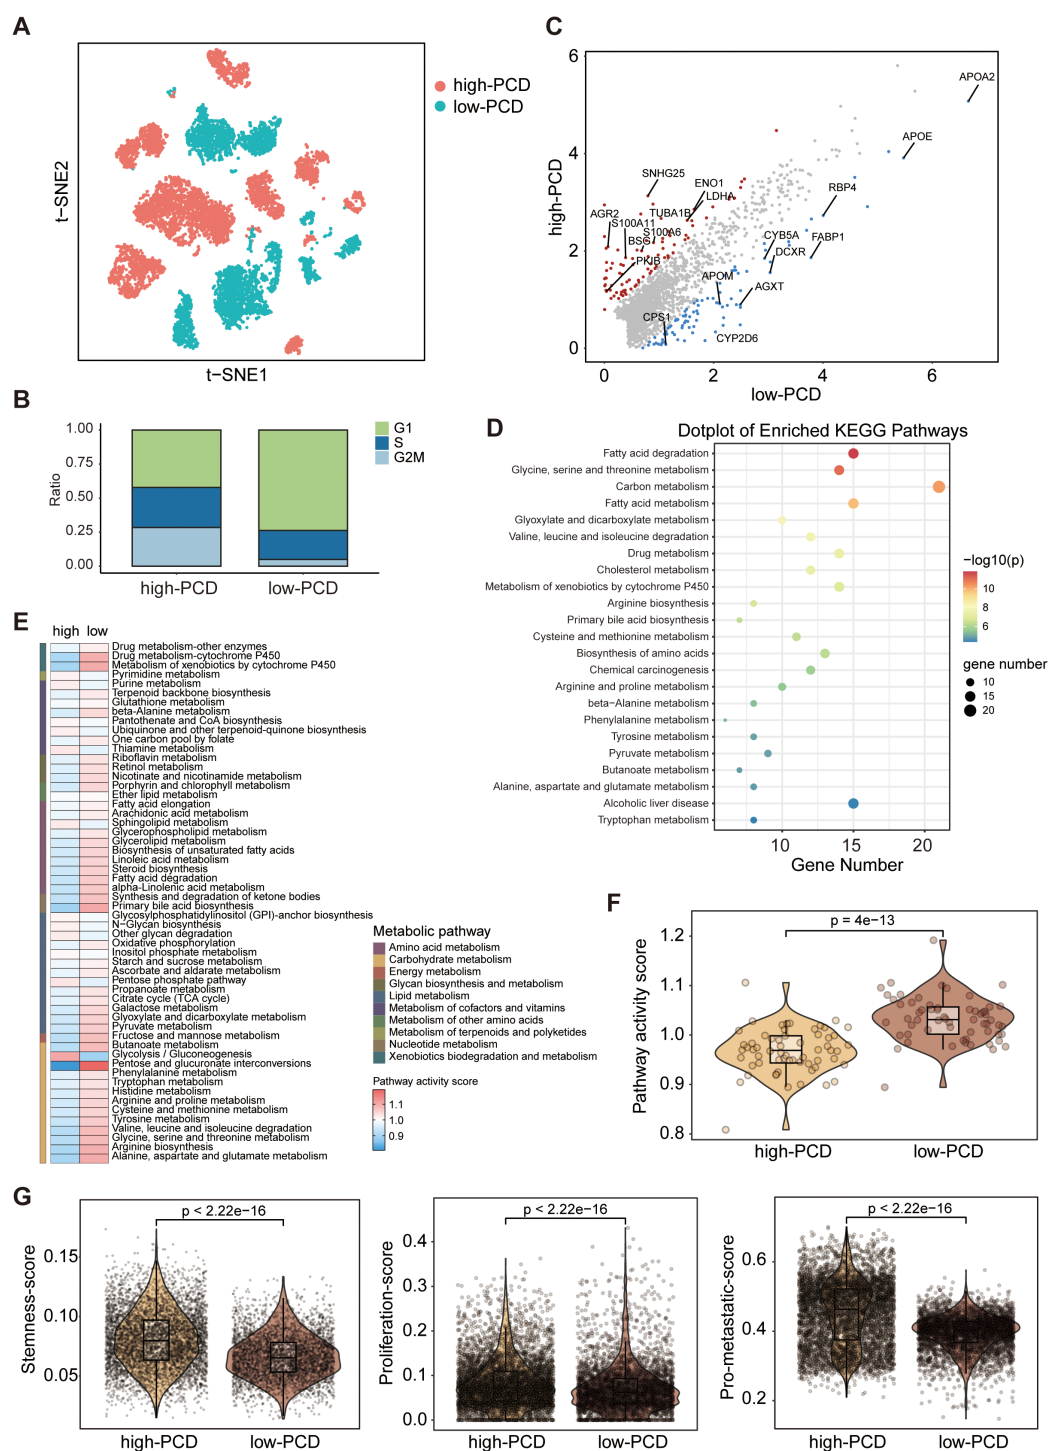 A
high-PCD
low-PCD
t−SNE2
t−SNE1
B
1.00
0.75
0.50
0.25
0.00
Ratio
G1
S
G2M
high-PCD
low-PCD
C
6
4
2
0
high-PCD
APOA2
APOE
SNHG25
ENO1
LDHA
RBP4
AGR2
TUBA1B
S100A11
S100A6
BSG
CYB5A
FABP1
DCXR
PKIB
APOM
AGXT
CPS1
CYP2D6
0
2
4
6
low-PCD
D
Dotplot of Enriched KEGG Pathways
Fatty acid degradation
Glycine, serine and threonine metabolism
Carbon metabolism
Fatty acid metabolism
Glyoxylate and dicarboxylate metabolism
Valine, leucine and isoleucine degradation
Drug metabolism
Cholesterol metabolism
Metabolism of xenobiotics by cytochrome P450
Arginine biosynthesis
Primary bile acid biosynthesis
Cysteine and methionine metabolism
Biosynthesis of amino acids
Chemical carcinogenesis
Arginine and proline metabolism
beta−Alanine metabolism
Phenylalanine metabolism
Tyrosine metabolism
Pyruvate metabolism
Butanoate metabolism
Alanine, aspartate and glutamate metabolism
Alcoholic liver disease
Tryptophan metabolism
10
15
20
Gene Number
−log10(p)
10
8
6
gene number
10
15
20
E
high low
Drug metabolism-other enzymes
Drug metabolism-cytochrome P450
Metabolism of xenobiotics by cytochrome P450
Pyrimidine metabolism
Purine metabolism
Terpenoid backbone biosynthesis
Glutathione metabolism
beta-Alanine metabolism
Pantothenate and CoA biosynthesis
Ubiquinone and other terpenoid-quinone biosynthesis
One carbon pool by folate
Thiamine metabolism
Riboflavin metabolism
Retinol metabolism
Nicotinate and nicotinamide metabolism
Porphyrin and chlorophyll metabolism
Ether lipid metabolism
Fatty acid elongation
Arachidonic acid metabolism
Sphingolipid metabolism
Glycerophospholipid metabolism
Glycerolipid metabolism
Biosynthesis of unsaturated fatty acids
Linoleic acid metabolism
Steroid biosynthesis
Fatty acid degradation
alpha-Linolenic acid metabolism
Synthesis and degradation of ketone bodies
Primary bile acid biosynthesis
Glycosylphosphatidylinositol (GPI)-anchor biosynthesis
N-Glycan biosynthesis
Other glycan degradation
Oxidative phosphorylation
Inositol phosphate metabolism
Starch and sucrose metabolism
Ascorbate and aldarate metabolism
Pentose phosphate pathway
Propanoate metabolism
Citrate cycle (TCA cycle)
Galactose metabolism
Glyoxylate and dicarboxylate metabolism
Pyruvate metabolism
Fructose and mannose metabolism
Butanoate metabolism
Glycolysis / Gluconeogenesis
Pentose and glucuronate interconversions
Phenylalanine metabolism
Tryptophan metabolism
Histidine metabolism
Arginine and proline metabolism
Cysteine and methionine metabolism
Tyrosine metabolism
Valine, leucine and isoleucine degradation
Glycine, serine and threonine metabolism
Arginine biosynthesis
Alanine, aspartate and glutamate metabolism
Metabolic pathway
Amino acid metabolism
Carbohydrate metabolism
Energy metabolism
Glycan biosynthesis and metabolism
Lipid metabolism
Metabolism of cofactors and vitamins
Metabolism of other amino acids
Metabolism of terpenoids and polyketides
Nucleotide metabolism
Xenobiotics biodegradation and metabolism
Pathway activity score
1.1
1.0
0.9
F
p = 4e−13
1.2
1.1
1.0
0.9
0.8
Pathway activity score
high-PCD
low-PCD
G
p < 2.22e−16
0.15
0.10
0.05
Stemness-score
high-PCD
low-PCD
p < 2.22e−16
0.4
0.3
0.2
0.1
0.0
Proliferation-score
high-PCD
low-PCD
p < 2.22e−16
0.6
0.4
0.2
Pro-metastatic-score
high-PCD
low-PCD